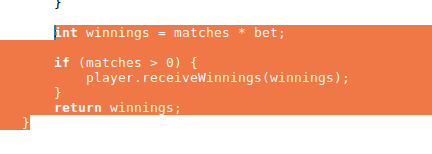 }
int winnings = matches * bet;
if (matches > 0) {
player.receiveWinnings(winnings);
}
return winnings;
}